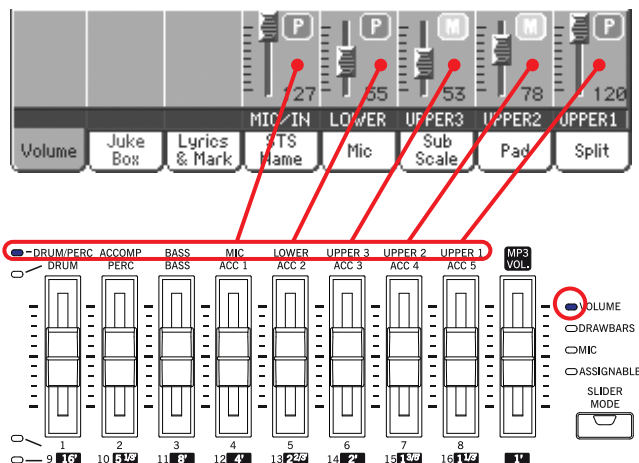 P P M M P
127 55 53 78 120
MIC/IN LOWER UPPER3 UPPER2 UPPER1
Volume Juke Box Lyrics & Mark STS Name Mic Sub Scale Pad Split
DRUM/PERC ACCOMP BASS MIC LOWER UPPER 3 UPPER 2 UPPER 1 MP3 VOL.
DRUM PERC BASS ACC 1 ACC 2 ACC 3 ACC 4 ACC 5
VOLUME
DRAWBARS
MIC
ASSIGNABLE
SLIDER
MODE
1 2 3 4 5 6 7 8
9 16' 10 5 1/3' 11 8' 12 4' 13 2 2/3' 14 2' 15 1 3/5' 16 1 1/3' 1'